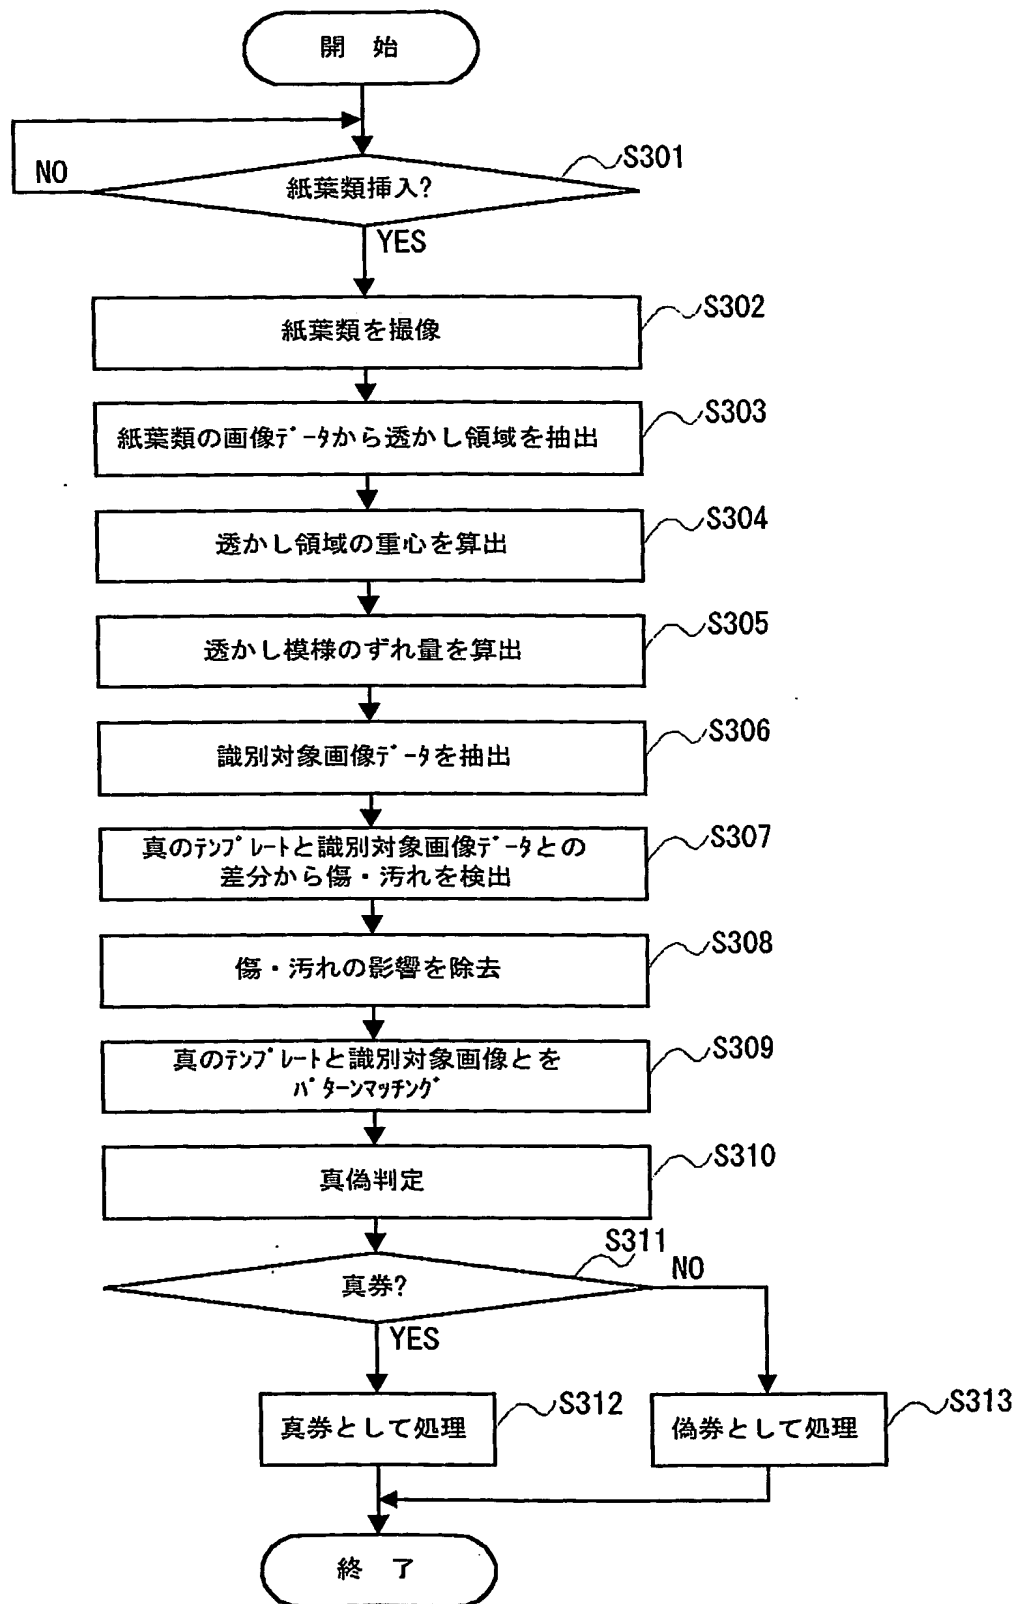 開 始
S301
NO
紙葉類挿入?
YES
S302
紙葉類を撮像
S303
紙葉類の画像ﾃﾞｰﾀから透かし領域を抽出
S304
透かし領域の重心を算出
S305
透かし模様のずれ量を算出
S306
識別対象画像ﾃﾞｰﾀを抽出
S307
真のﾃﾝﾌﾟﾚｰﾄと識別対象画像ﾃﾞｰﾀとの
差分から傷・汚れを検出
S308
傷・汚れの影響を除去
S309
真のﾃﾝﾌﾟﾚｰﾄと識別対象画像とを
ﾊﾟﾀｰﾝﾏｯﾁﾝｸﾞ
S310
真偽判定
S311
真券?
NO
YES
S312
真券として処理
S313
偽券として処理
終 了